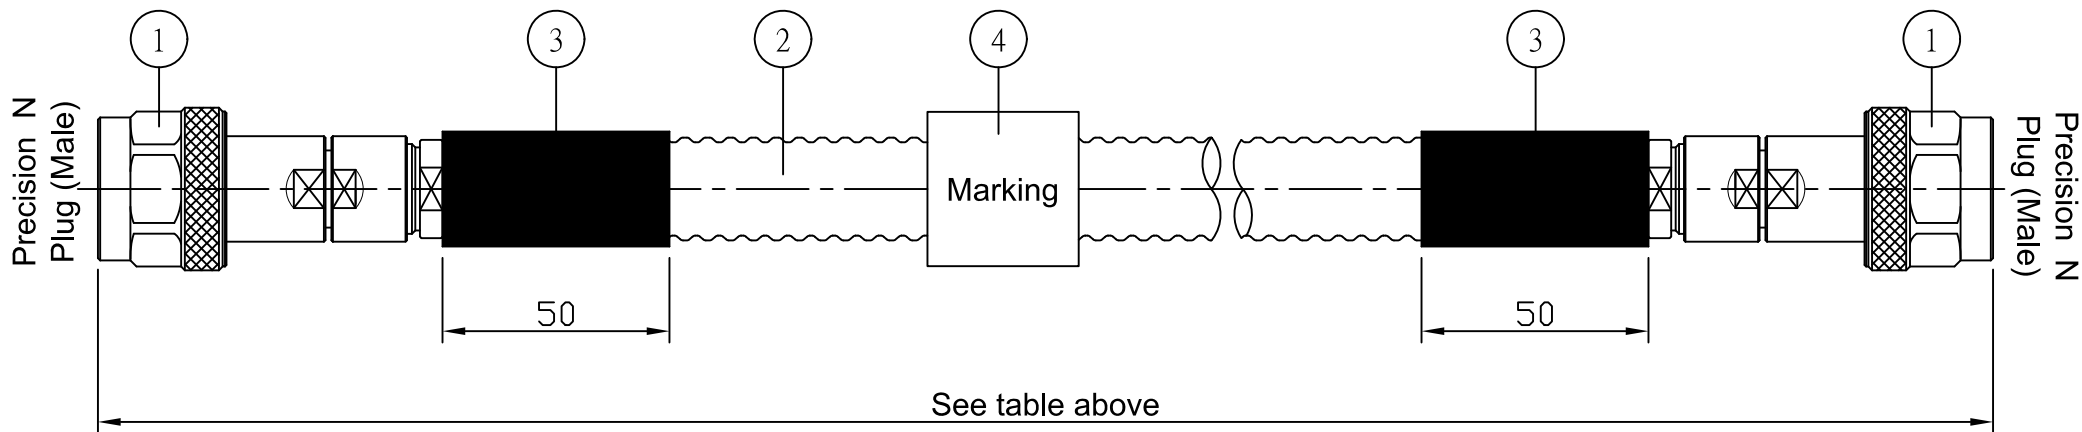 1
3
2
4
3
1
Precision N
Plug (Male)
Marking
Precision N
Plug (Male)
50
50
See table above